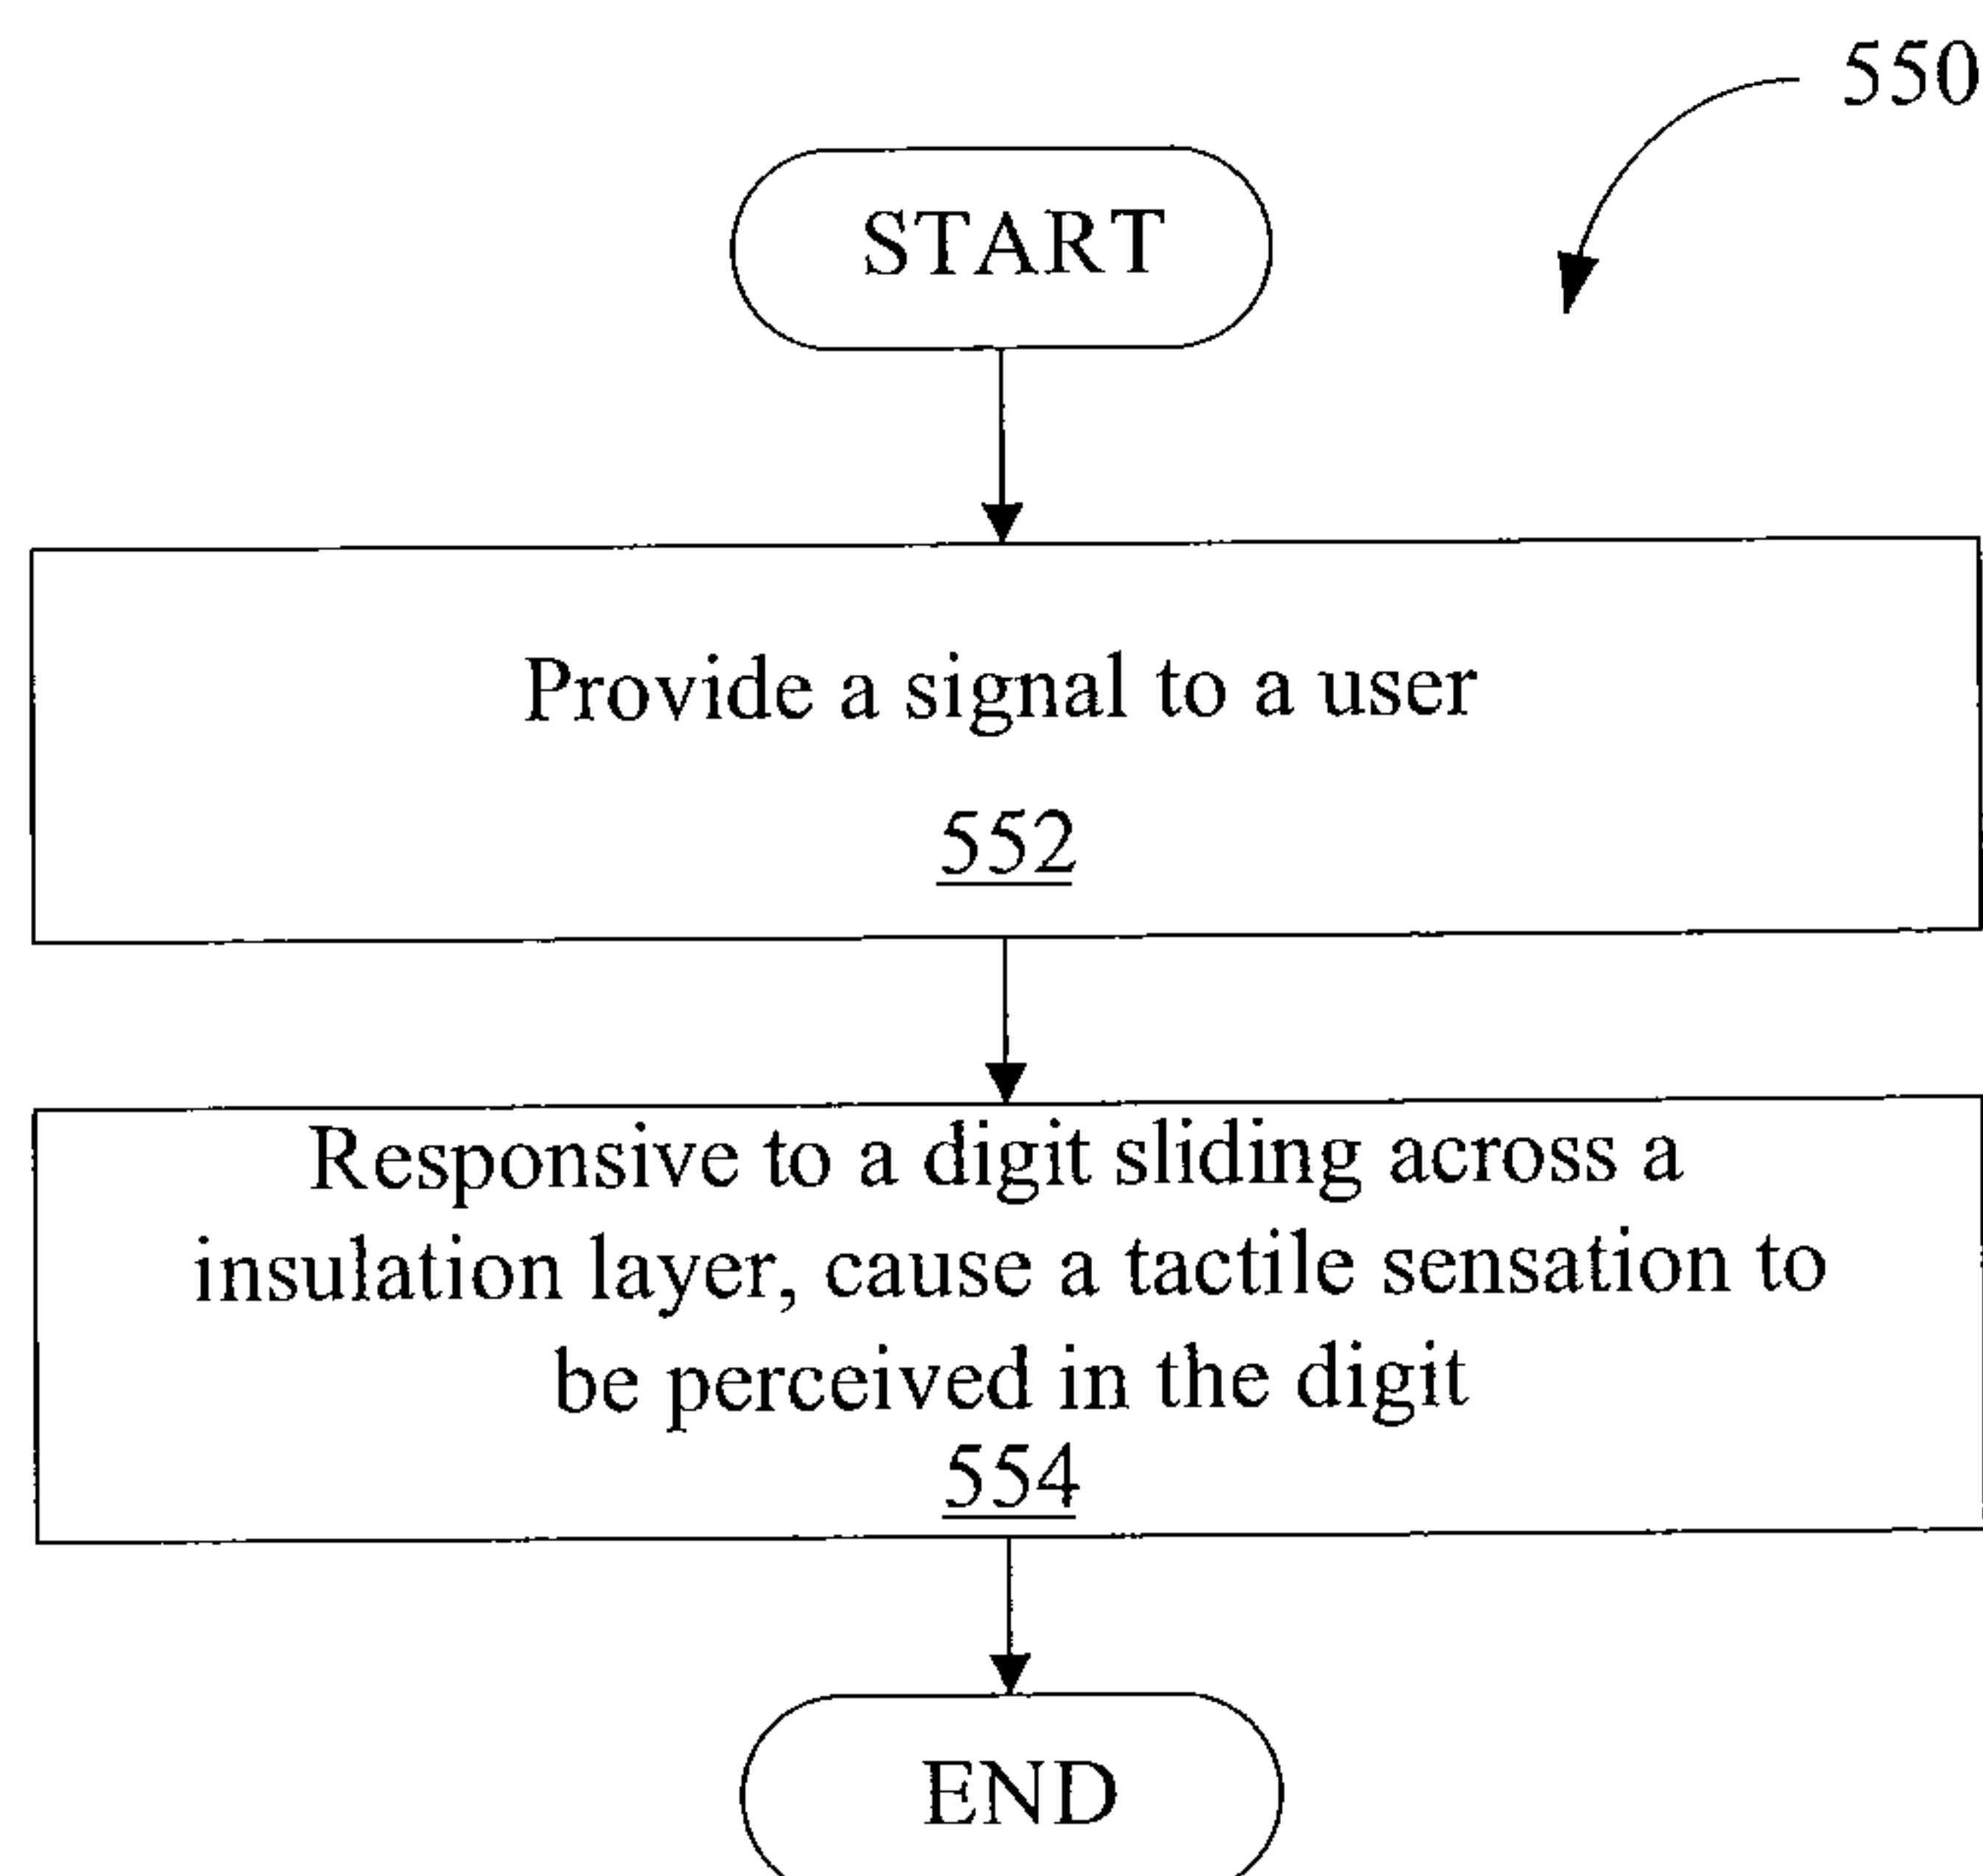 550
START
Provide a signal to a user
552
Responsive to a digit sliding across a
insulation layer, cause a tactile sensation to
be perceived in the digit
554
END